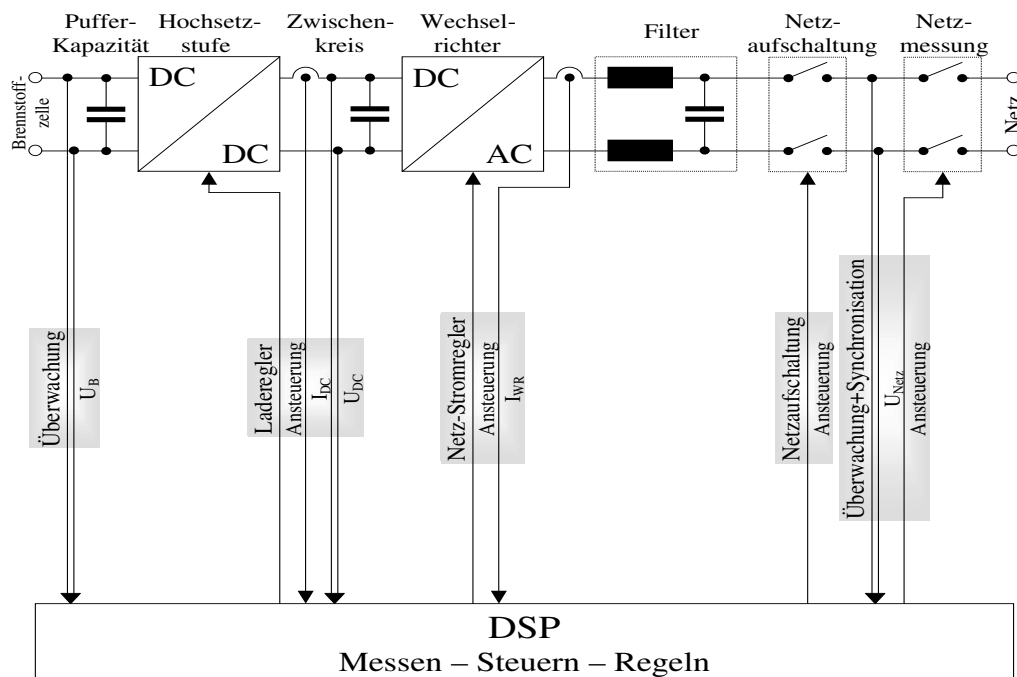 Puffer-
Kapazität
Hochsetz-
stufe
Zwischen-
kreis
Wechsel-
richter
Filter
Netz-
aufschaltung
Netz-
messung
Brennstoff-
zelle
DC
DC
DC
AC
Netz
Überwachung
U_B
Laderegler
Ansteuerung
I_DC
U_DC
Netz-Stromregler
Ansteuerung
I_WR
Netzaufschaltung
Ansteuerung
Überwachung+Synchronisation
U_Netz
Ansteuerung
DSP
Messen – Steuern – Regeln